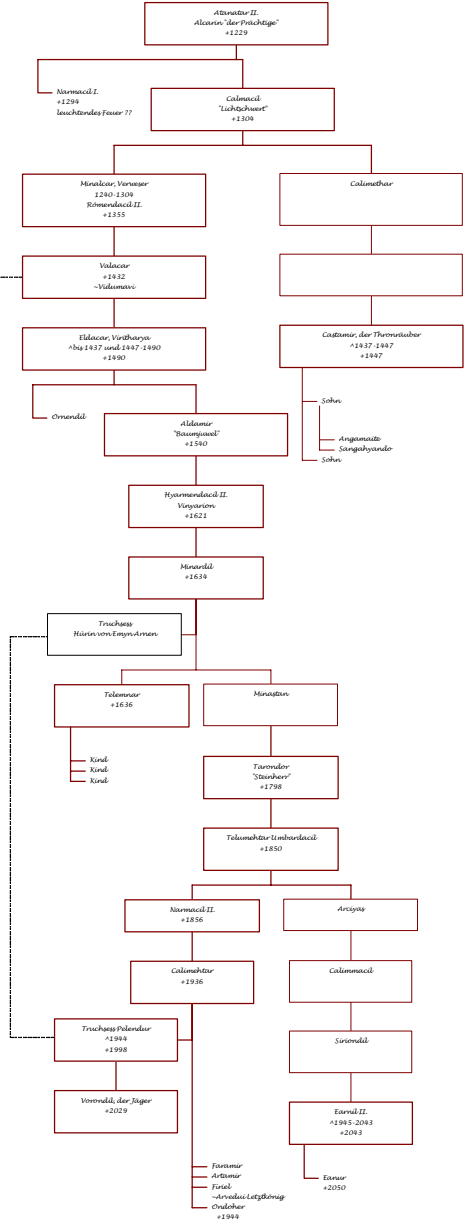 Atanatar II.
Alcarin "der Prächtige"
+1229
Narmacil I.
+1294
leuchtendes Feuer ??
Calmacil
"Lichtschwert"
+1304
Minalcar, Verweser
1240-1304
Rómendacil II.
+1355
Calimethar
Valacar
+1432
~Vidumavi
Eldacar, Vinitharya
^bis 1437 und 1447-1490
+1490
Castamir, der Thronräuber
^1437-1447
+1447
Ornendil
Aldamir
"Baumjuwel"
+1540
Sohn
Angamaite
Sangahyando
Sohn
Hyarmendacil II.
Vinyarion
+1621
Minardil
+1634
Truchsess
Húrin von Emyn Arnen
Telemnar
+1636
Minastan
Kind
Kind
Kind
Tarondor
"Steinherr"
+1798
Telumehtar Umbardacil
+1850
Narmacil II.
+1856
Arciyas
Calimehtar
+1936
Calimmacil
Truchsess Pelendur
^1944
+1998
Siriondil
Vorondil, der Jäger
+2029
Earnil II.
^1945-2043
+2043
Faramir
Artamir
Firiel
~Arvedui Letztkönig
Ondoher
+1944
Eanur
+2050